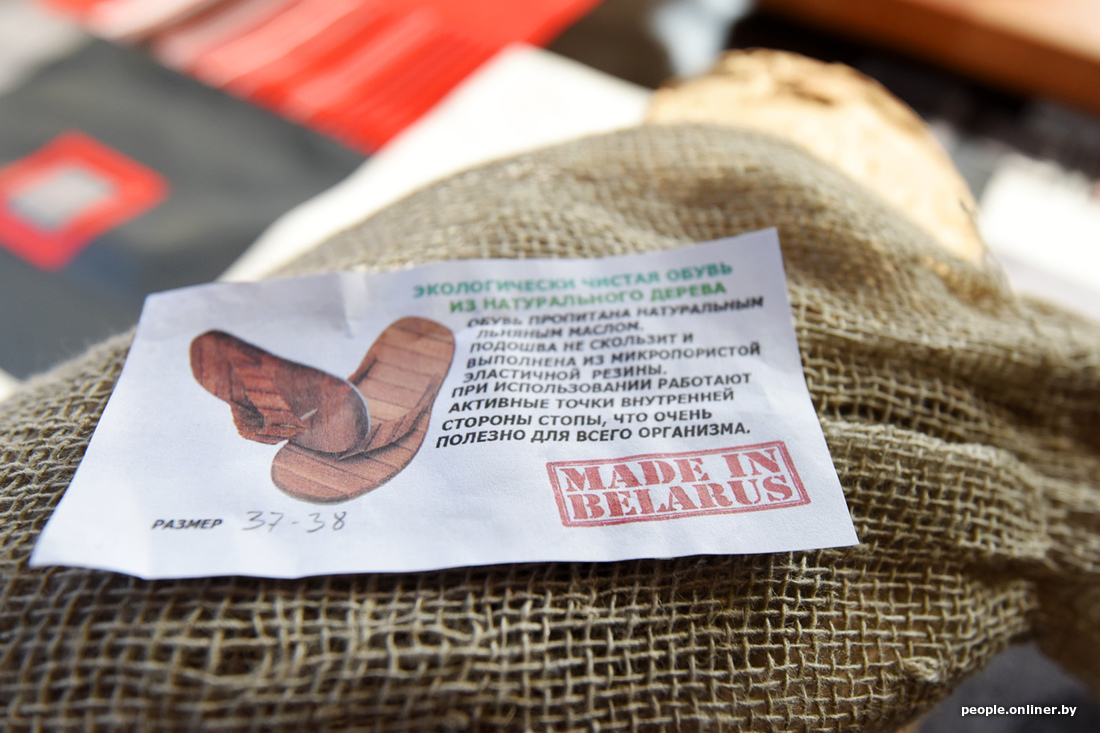 ЭКОЛОГИЧЕСКИ ЧИСТАЯ ОБУВЬ
ИЗ НАТУРАЛЬНОГО ДЕРЕВА
ОБУВЬ ПРОПИТАНА НАТУРАЛЬНЫМ
ЛЬНЯНЫМ МАСЛОМ.
ПОДОШВА НЕ СКОЛЬЗИТ И
ВЫПОЛНЕНА ИЗ МИКРОПОРИСТОЙ
ЭЛАСТИЧНОЙ РЕЗИНЫ.
ПРИ ИСПОЛЬЗОВАНИИ РАБОТАЮТ
АКТИВНЫЕ ТОЧКИ ВНУТРЕННЕЙ
СТОРОНЫ СТОПЫ, ЧТО ОЧЕНЬ
ПОЛЕЗНО ДЛЯ ВСЕГО ОРГАНИЗМА.
MADE IN
BELARUS
РАЗМЕР 37-38
people.onliner.by